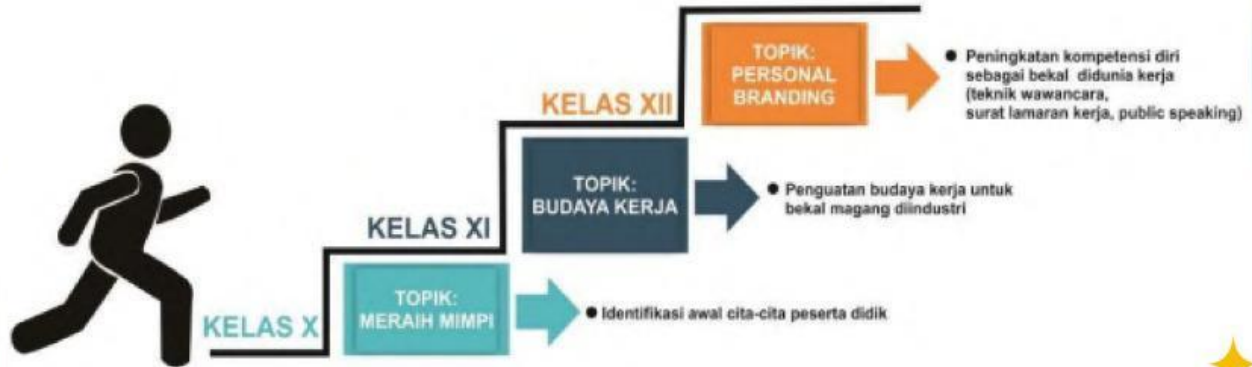 TOPIK:
PERSONAL
BRANDING
● Peningkatan kompetensi diri
sebagai bekal didunia kerja
(teknik wawancara,
surat lamaran kerja, public speaking)
KELAS XII
TOPIK:
BUDAYA KERJA
● Penguatan budaya kerja untuk
bekal magang diindustri
KELAS XI
TOPIK:
MERAIH MIMPI
● Identifikasi awal cita-cita peserta didik
KELAS X